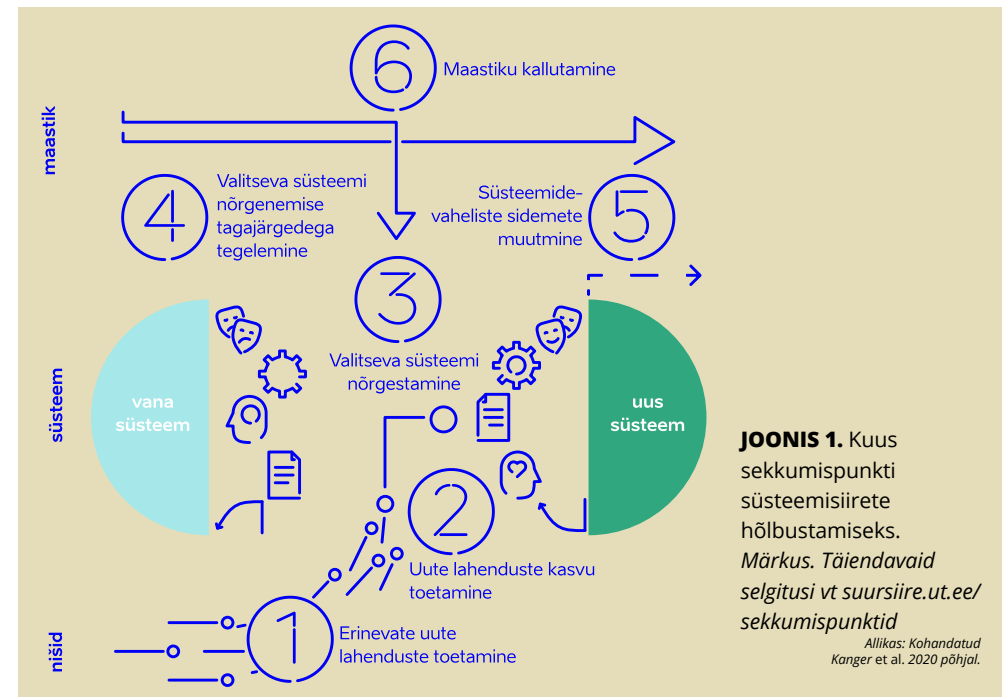 6
Maastiku kallutamine
maastik
4
Valitseva süsteemi
nõrgenemise
tagajärgedega
tegelemine
Süsteemide-
vaheliste sidemete
muutmine
5
3
Valitseva süsteemi
nõrgestamine
süsteem
vana
süsteem
uus
süsteem
2
Uute lahenduste kasvu
toetamine
nišid
1
Erinevate uute
lahenduste toetamine
JOONIS 1. Kuus
sekkumispunkti
süsteemisiirete
hõlbustamiseks.
Märkus. Täiendavaid
selgitusi vt suursiire.ut.ee/
sekkumispunktid
Allikas: Kohandatud
Kanger et al. 2020 põhjal.